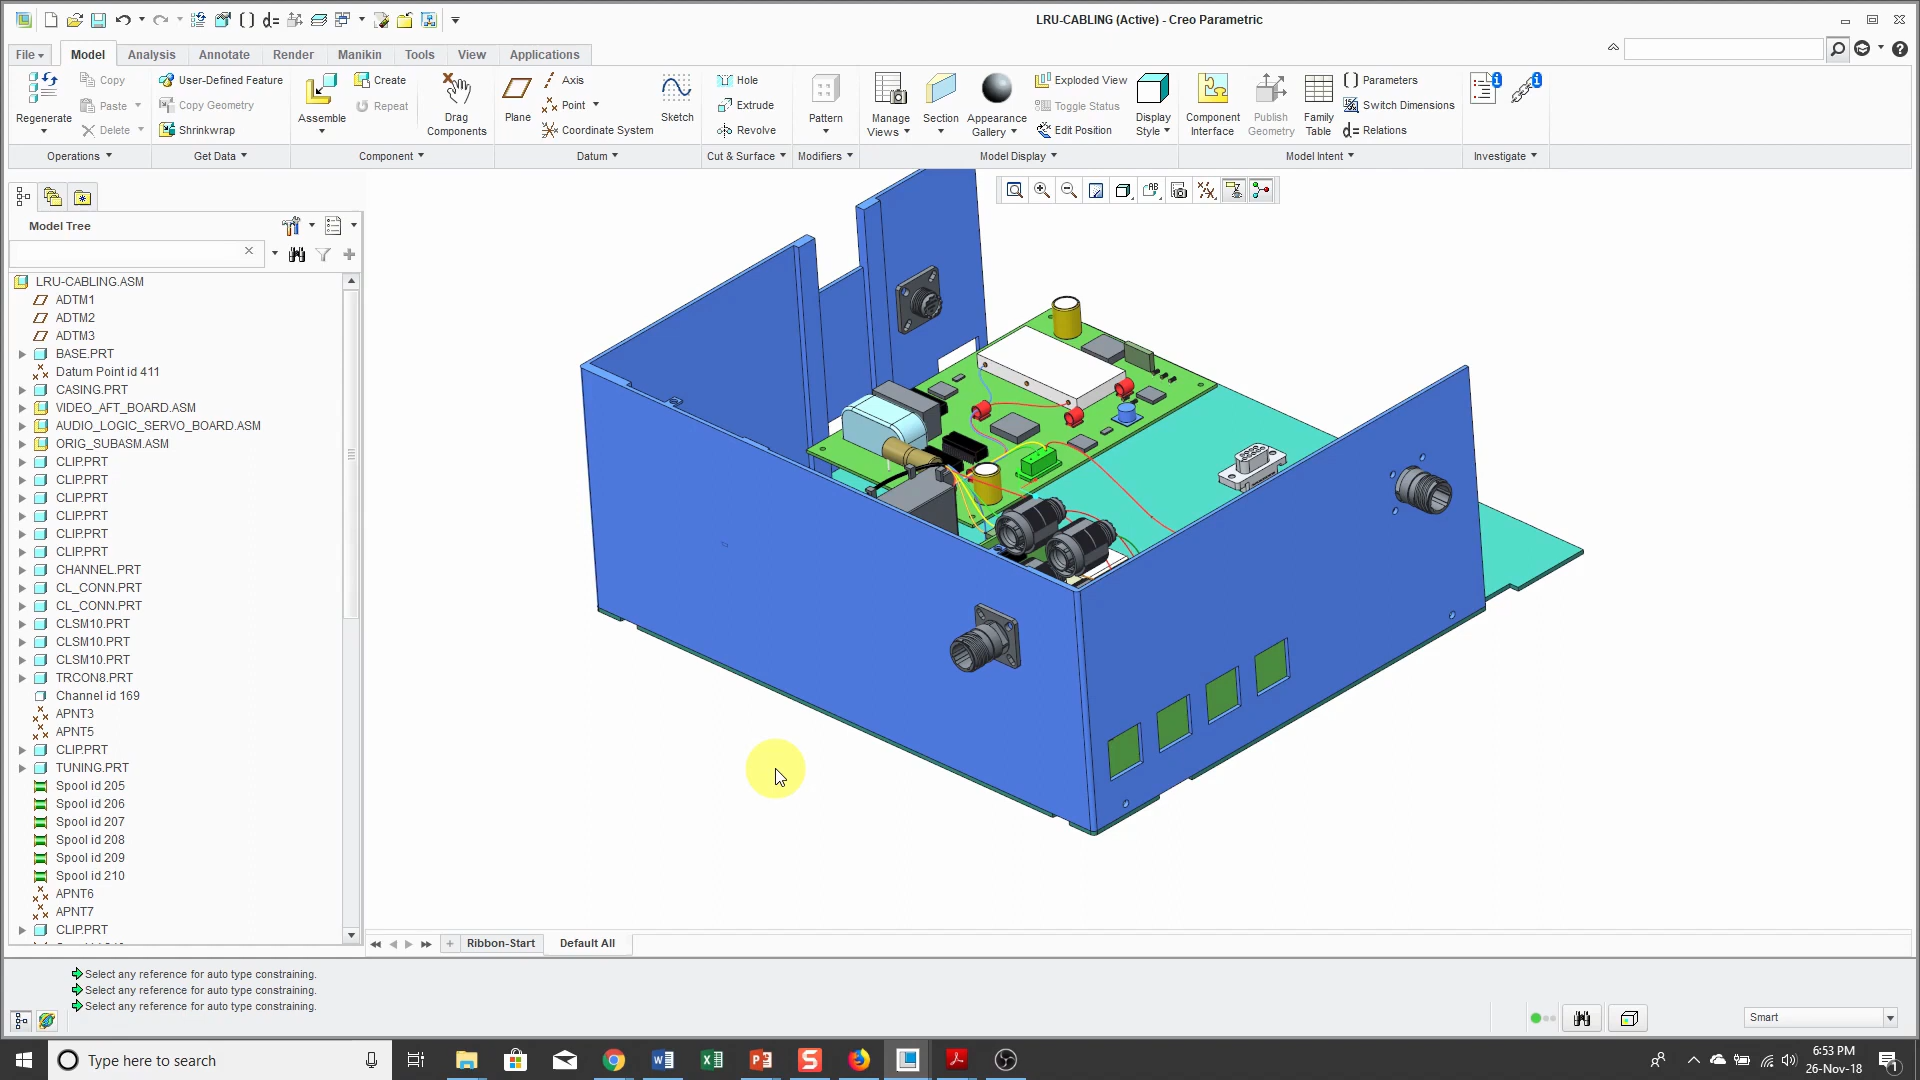 LRU-CABLING (Active) - Creo Parametric
File
Model
Analysis
Annotate
Render
Manikin
Tools
View
Applications
Regenerate
Copy
Paste
Delete
Operations
User-Defined Feature
Copy Geometry
Shrinkwrap
Get Data
Assemble
Create
Repeat
Drag
Components
Component
Plane
Axis
Point
Coordinate System
Sketch
Datum
Hole
Extrude
Revolve
Cut & Surface
Pattern
Modifiers
Manage
Views
Section
Appearance
Gallery
Exploded View
Toggle Status
Edit Position
Display
Style
Model Display
Component
Interface
Publish
Geometry
Family
Table
Parameters
Switch Dimensions
Relations
Model Intent
Investigate
Model Tree
LRU-CABLING.ASM
ADTM1
ADTM2
ADTM3
BASE.PRT
Datum Point id 411
CASING.PRT
VIDEO_AFT_BOARD.ASM
AUDIO_LOGIC_SERVO_BOARD.ASM
ORIG_SUBASM.ASM
CLIP.PRT
CLIP.PRT
CLIP.PRT
CLIP.PRT
CLIP.PRT
CLIP.PRT
CHANNEL.PRT
CL_CONN.PRT
CL_CONN.PRT
CLSM10.PRT
CLSM10.PRT
CLSM10.PRT
TRCON8.PRT
Channel id 169
APNT3
APNT5
CLIP.PRT
TUNING.PRT
Spool id 205
Spool id 206
Spool id 207
Spool id 208
Spool id 209
Spool id 210
APNT6
APNT7
CLIP.PRT
Ribbon-Start
Default All
Select any reference for auto type constraining.
Select any reference for auto type constraining.
Select any reference for auto type constraining.
Smart
Type here to search
6:53 PM
26-Nov-18